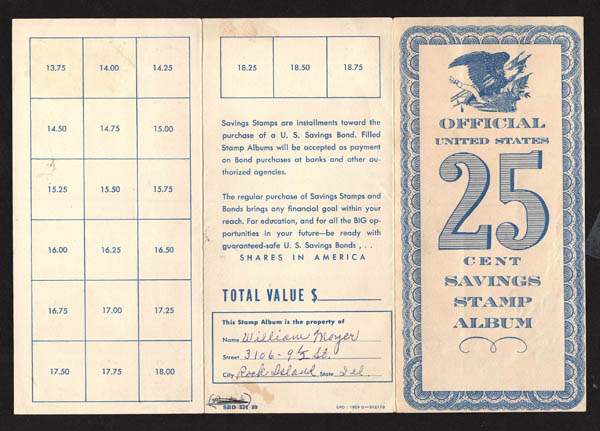 13.75 14.00 14.25
14.50 14.75 15.00
15.25 15.50 15.75
16.00 16.25 16.50
16.75 17.00 17.25
17.50 17.75 18.00
18.25 18.50 18.75
Savings Stamps are installments toward the
purchase of a U. S. Savings Bond. Filled
Stamp Albums will be accepted as payment
on Bond purchases at banks and other au-
thorized agencies.
The regular purchase of Savings Stamps and
Bonds brings any financial goal within your
reach. For education, and for all the BIG op-
portunities in your future—be ready with
guaranteed-safe U. S. Savings Bonds . . .
SHARES IN AMERICA
TOTAL VALUE $
This Stamp Album is the property of
Name William Moyer
Street 3106-9½ St.
City Rock Island State Ill.
OFFICIAL
UNITED STATES
25
CENT
SAVINGS
STAMP
ALBUM